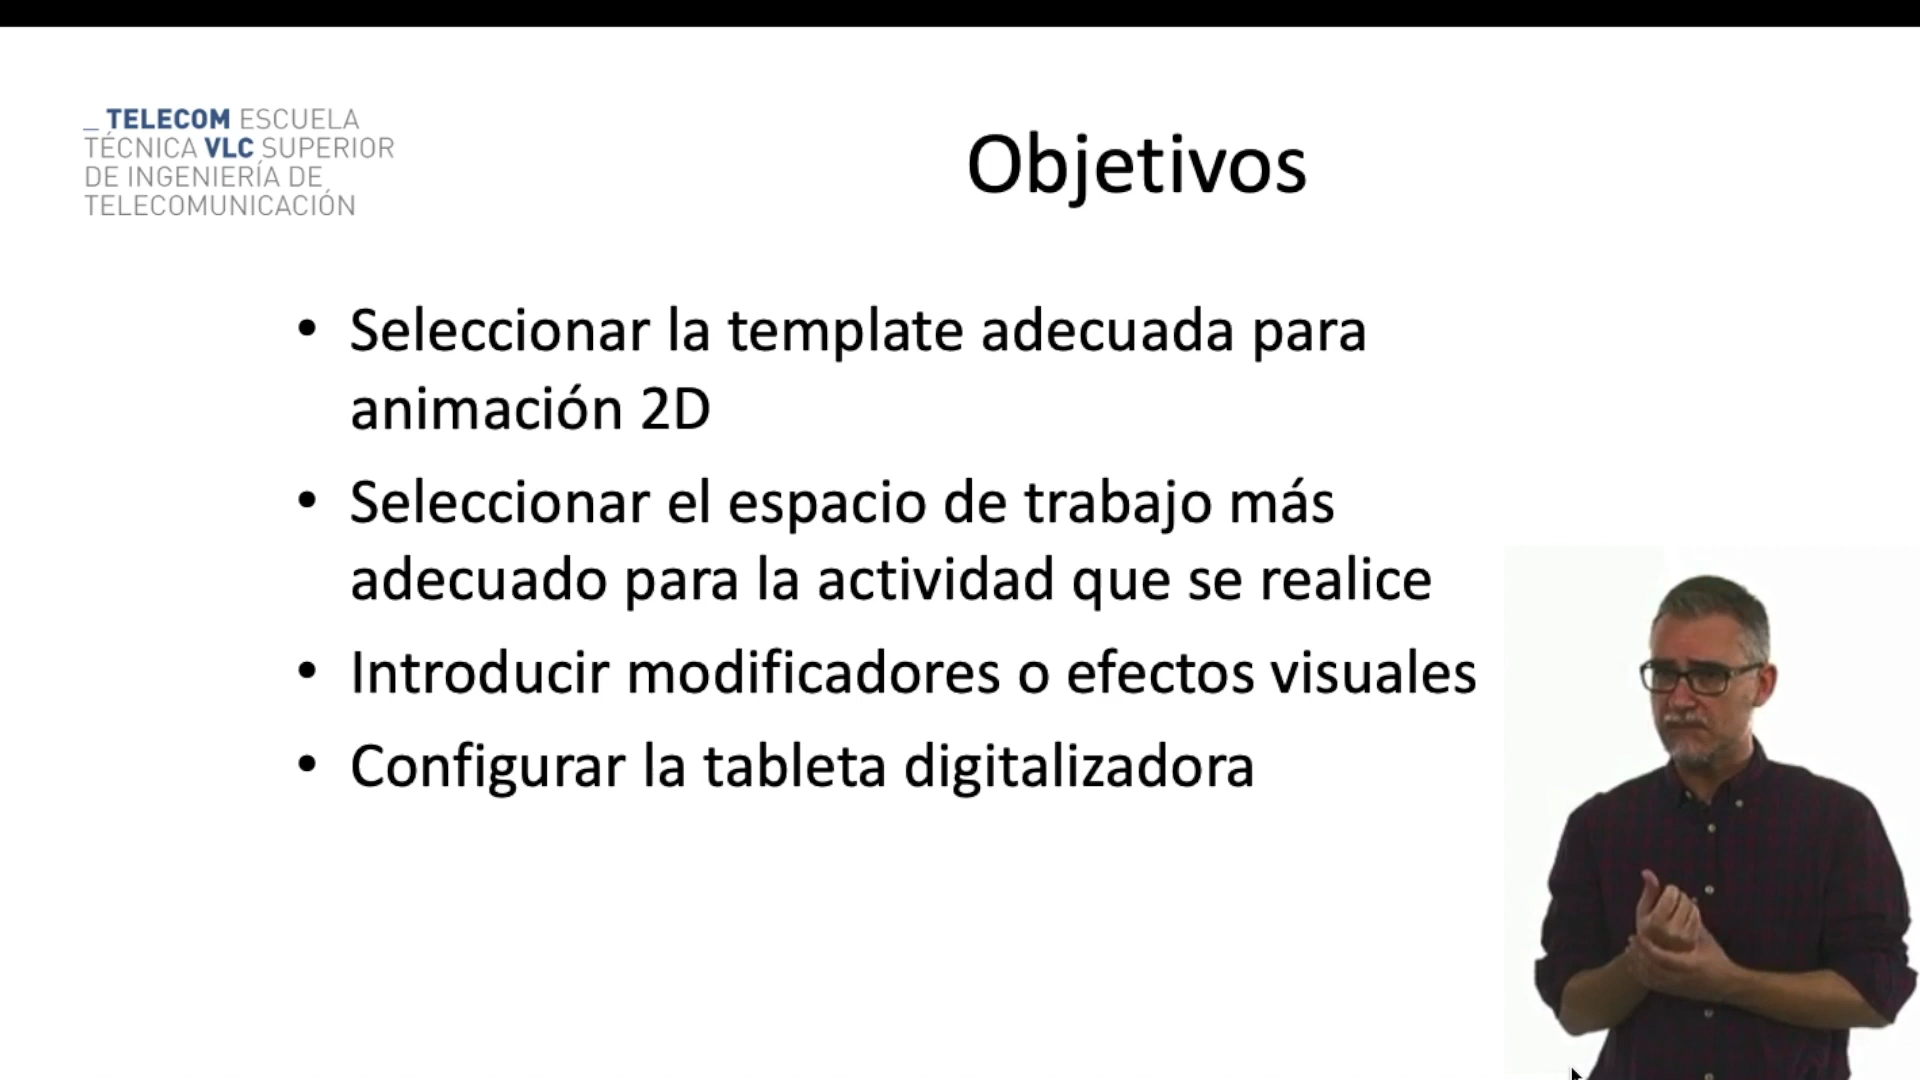 _ TELECOM ESCUELA
TÉCNICA VLC SUPERIOR
DE INGENIERÍA DE
TELECOMUNICACIÓN
Objetivos
• Seleccionar la template adecuada para
animación 2D
• Seleccionar el espacio de trabajo más
adecuado para la actividad que se realice
• Introducir modificadores o efectos visuales
• Configurar la tableta digitalizadora